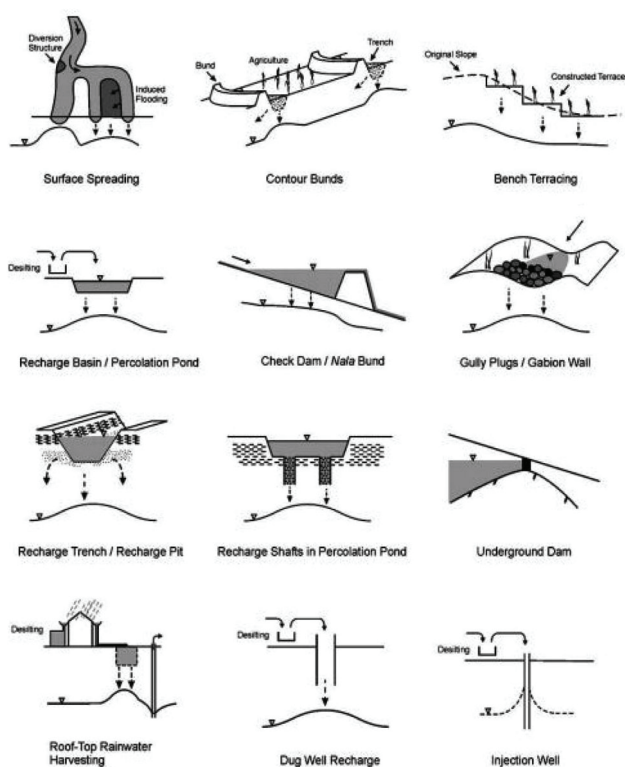 Diversion
Structure
Induced
Flooding
Surface Spreading
Bund
Agriculture
Trench
Contour Bunds
Original Slope
Constructed Terrace
Bench Terracing
Desilting
Recharge Basin / Percolation Pond
Check Dam / Nala Bund
Gully Plugs / Gabion Wall
Recharge Trench / Recharge Pit
Recharge Shafts in Percolation Pond
Underground Dam
Desilting
Roof-Top Rainwater
Harvesting
Desilting
Dug Well Recharge
Desilting
Injection Well